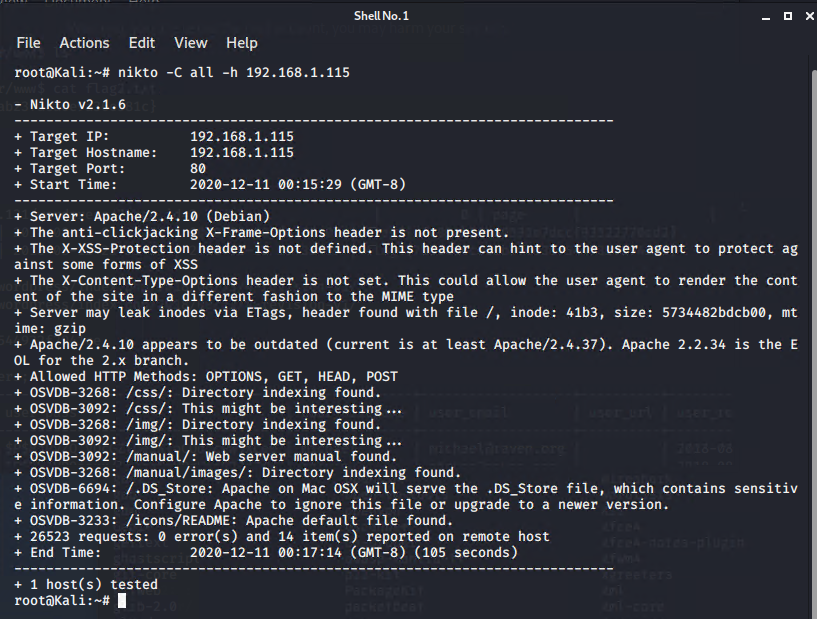 Shell No. 1
File Actions Edit View Help
root@Kali:~# nikto -C all -h 192.168.1.115
- Nikto v2.1.6
---------------------------------------------------------------------------
+ Target IP: 192.168.1.115
+ Target Hostname: 192.168.1.115
+ Target Port: 80
+ Start Time: 2020-12-11 00:15:29 (GMT-8)
---------------------------------------------------------------------------
+ Server: Apache/2.4.10 (Debian)
+ The anti-clickjacking X-Frame-Options header is not present.
+ The X-XSS-Protection header is not defined. This header can hint to the user agent to protect ag
ainst some forms of XSS
+ The X-Content-Type-Options header is not set. This could allow the user agent to render the cont
ent of the site in a different fashion to the MIME type
+ Server may leak inodes via ETags, header found with file /, inode: 41b3, size: 5734482bdcb00, mt
ime: gzip
+ Apache/2.4.10 appears to be outdated (current is at least Apache/2.4.37). Apache 2.2.34 is the E
OL for the 2.x branch.
+ Allowed HTTP Methods: OPTIONS, GET, HEAD, POST
+ OSVDB-3268: /css/: Directory indexing found.
+ OSVDB-3092: /css/: This might be interesting...
+ OSVDB-3268: /img/: Directory indexing found.
+ OSVDB-3092: /img/: This might be interesting...
+ OSVDB-3092: /manual/: Web server manual found.
+ OSVDB-3268: /manual/images/: Directory indexing found.
+ OSVDB-6694: /.DS_Store: Apache on Mac OSX will serve the .DS_Store file, which contains sensitiv
e information. Configure Apache to ignore this file or upgrade to a newer version.
+ OSVDB-3233: /icons/README: Apache default file found.
+ 26523 requests: 0 error(s) and 14 item(s) reported on remote host
+ End Time: 2020-12-11 00:17:14 (GMT-8) (105 seconds)
---------------------------------------------------------------------------
+ 1 host(s) tested
root@Kali:~#